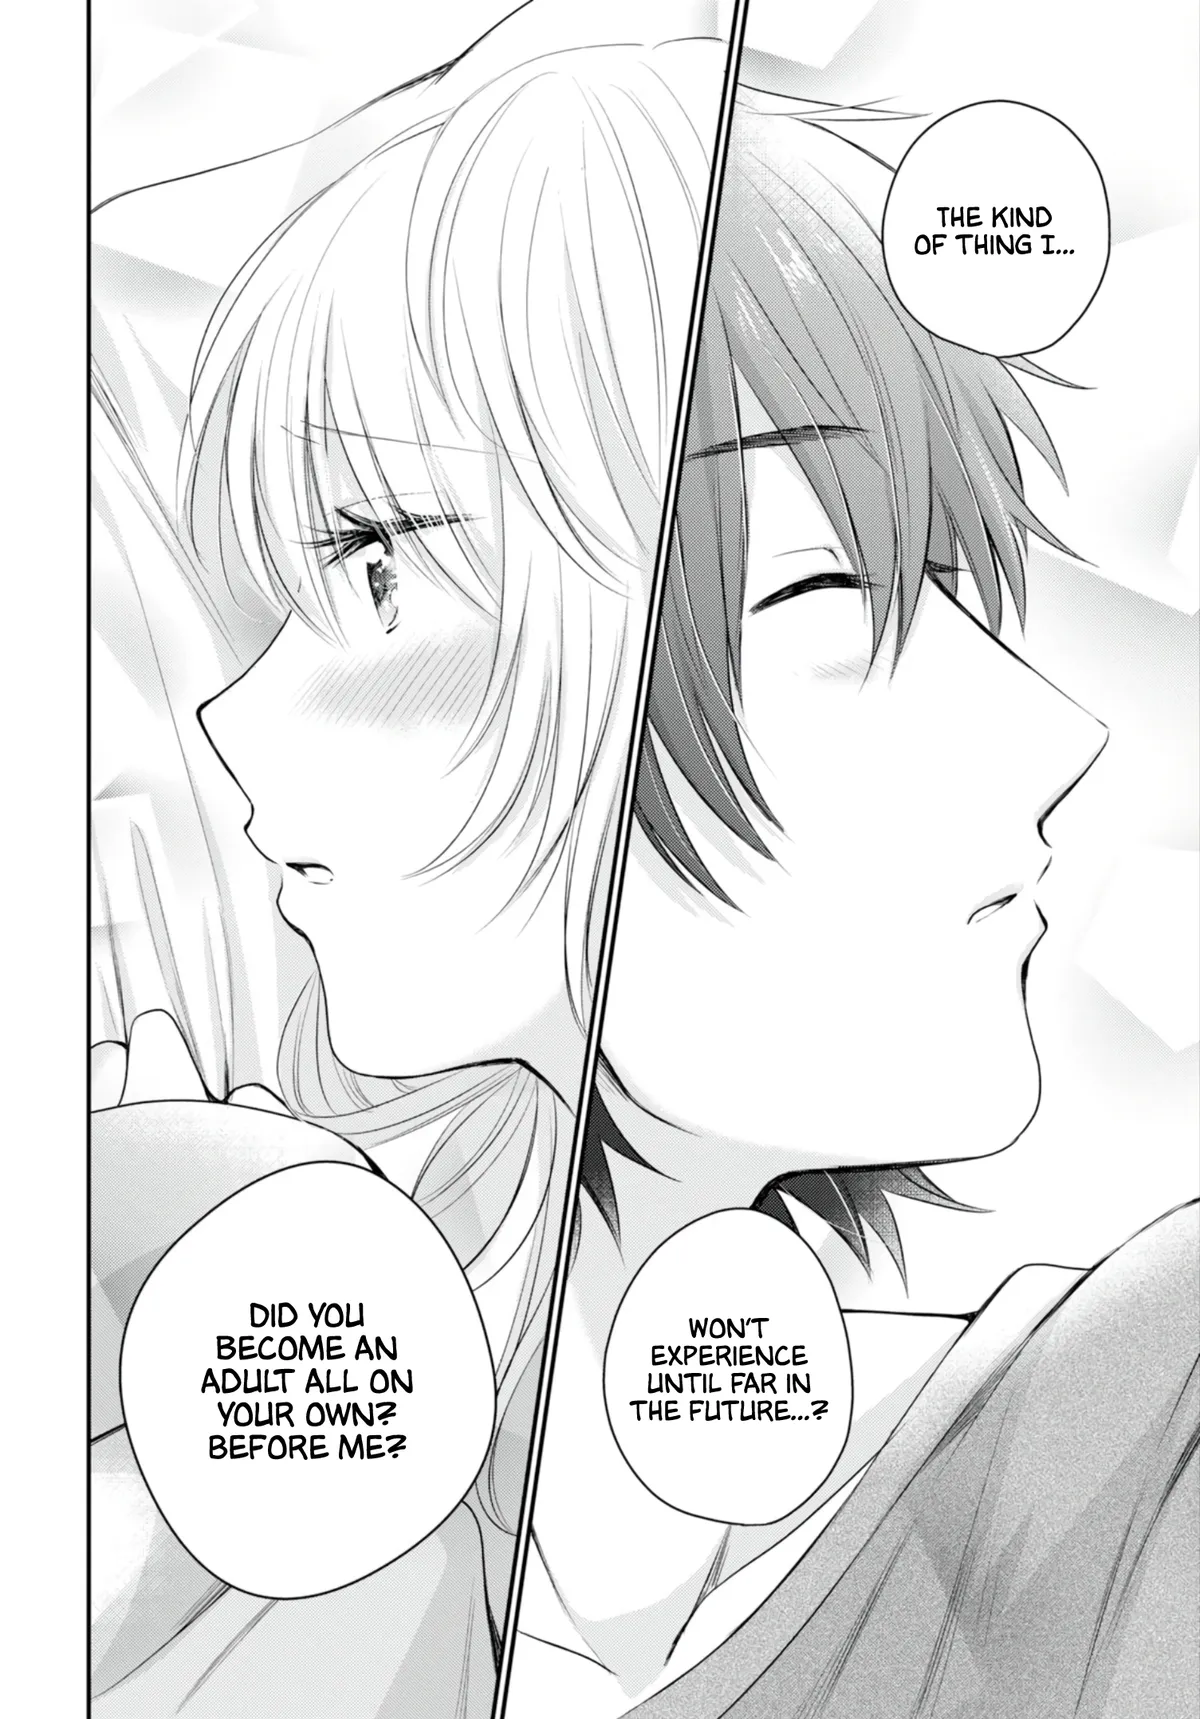 THE KIND
OF THING I...
WON'T
EXPERIENCE
UNTIL FAR IN
THE FUTURE...?
DID YOU
BECOME AN
ADULT ALL ON
YOUR OWN?
BEFORE ME?